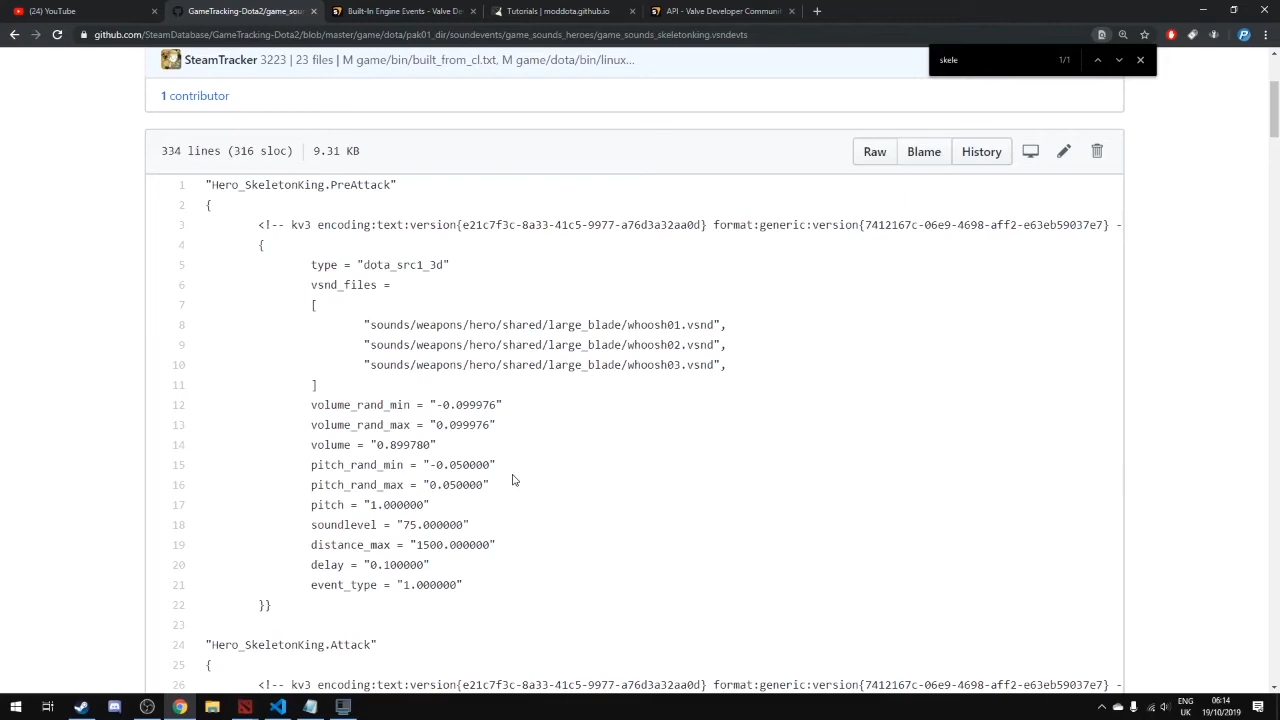 (24) YouTube
GameTracking-Dota2/game_sou
Built-In Engine Events - Valve De
Tutorials | moddota.github.io
API - Valve Developer Communit
github.com/SteamDatabase/GameTracking-Dota2/blob/master/game/dota/pak01_dir/soundevents/game_sounds_heroes/game_sounds_skeletonking.vsndevts
skele
1/1
SteamTracker 3223 | 23 files | M game/bin/built_from_cl.txt, M game/dota/bin/linux...
1 contributor
334 lines (316 sloc) 9.31 KB
Raw Blame History
1 "Hero_SkeletonKing.PreAttack"
2 {
3 <!-- kv3 encoding:text:version{e21c7f3c-8a33-41c5-9977-a76d3a32aa0d} format:generic:version{7412167c-06e9-4698-aff2-e63eb59037e7} -
4 {
5 type = "dota_src1_3d"
6 vsnd_files =
7 [
8 "sounds/weapons/hero/shared/large_blade/whoosh01.vsnd",
9 "sounds/weapons/hero/shared/large_blade/whoosh02.vsnd",
10 "sounds/weapons/hero/shared/large_blade/whoosh03.vsnd",
11 ]
12 volume_rand_min = "-0.099976"
13 volume_rand_max = "0.099976"
14 volume = "0.899780"
15 pitch_rand_min = "-0.050000"
16 pitch_rand_max = "0.050000"
17 pitch = "1.000000"
18 soundlevel = "75.000000"
19 distance_max = "1500.000000"
20 delay = "0.100000"
21 event_type = "1.000000"
22 }}
23
24 "Hero_SkeletonKing.Attack"
25 {
26 <!-- kv3 encoding:text:version{e21c7f3c-8a33-41c5-9977-a76d3a32aa0d} format:generic:version{7412167c-06e9-4698-aff2-e63eb59037e7} -
ENG
UK
06:14
19/10/2019